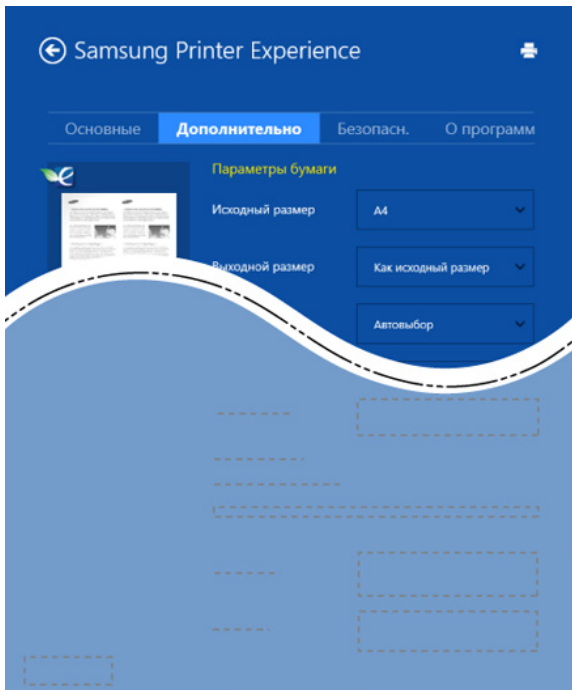 Samsung Printer Experience
Основные Дополнительно Безопасн. О программ
Параметры бумаги
Исходный размер A4
Выходной размер Как исходный размер
Автовыбор